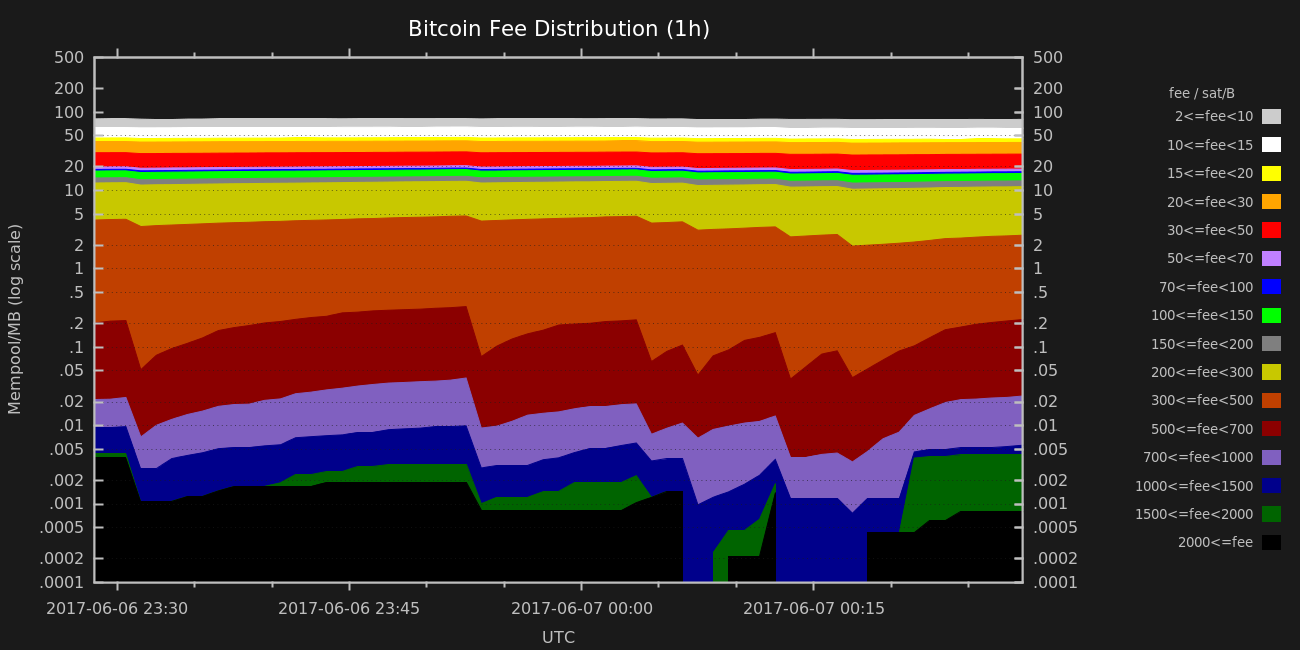 Bitcoin Fee Distribution (1h)
Mempool/MB (log scale)
500
200
100
50
20
10
5
2
1
.5
.2
.1
.05
.02
.01
.005
.002
.001
.0005
.0002
.0001
500
200
100
50
20
10
5
2
1
.5
.2
.1
.05
.02
.01
.005
.002
.001
.0005
.0002
.0001
2017-06-06 23:30 2017-06-06 23:45 2017-06-07 00:00 2017-06-07 00:15
UTC
fee / sat/B
2<=fee<10
10<=fee<15
15<=fee<20
20<=fee<30
30<=fee<50
50<=fee<70
70<=fee<100
100<=fee<150
150<=fee<200
200<=fee<300
300<=fee<500
500<=fee<700
700<=fee<1000
1000<=fee<1500
1500<=fee<2000
2000<=fee